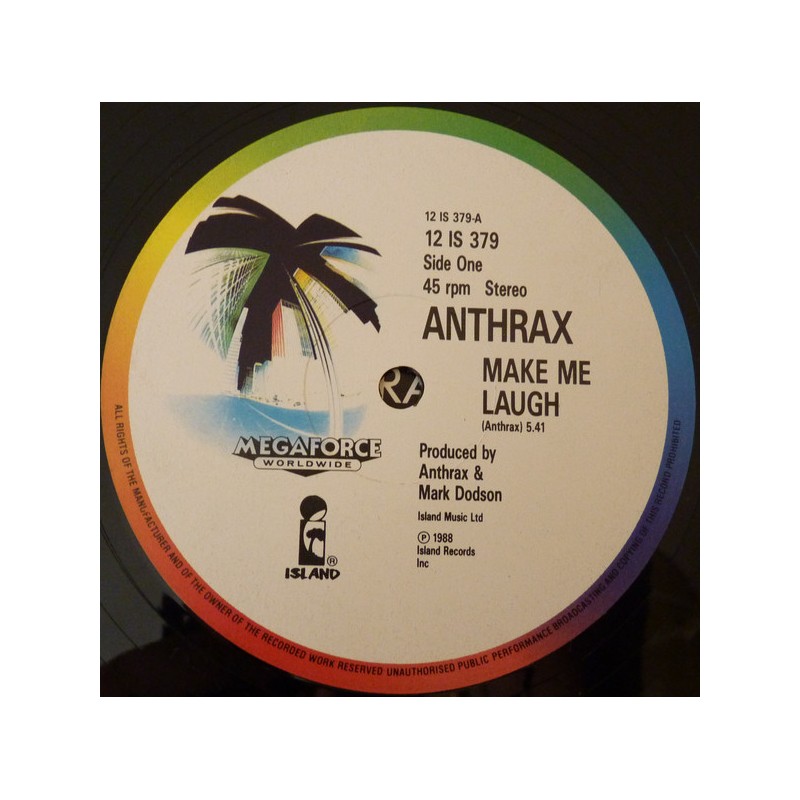 12 IS 379-A
12 IS 379
Side One
45 rpm Stereo
ANTHRAX
MAKE ME
LAUGH
(Anthrax) 5.41
Produced by
Anthrax &
Mark Dodson
Island Music Ltd
℗ 1988
Island Records
Inc
RA
MEGAFORCE
WORLDWIDE
ISLAND®
ALL RIGHTS OF THE MANUFACTURER AND OF THE OWNER OF THE RECORDED WORK RESERVED UNAUTHORISED PUBLIC PERFORMANCE BROADCASTING AND COPYING OF THIS RECORD PROHIBITED